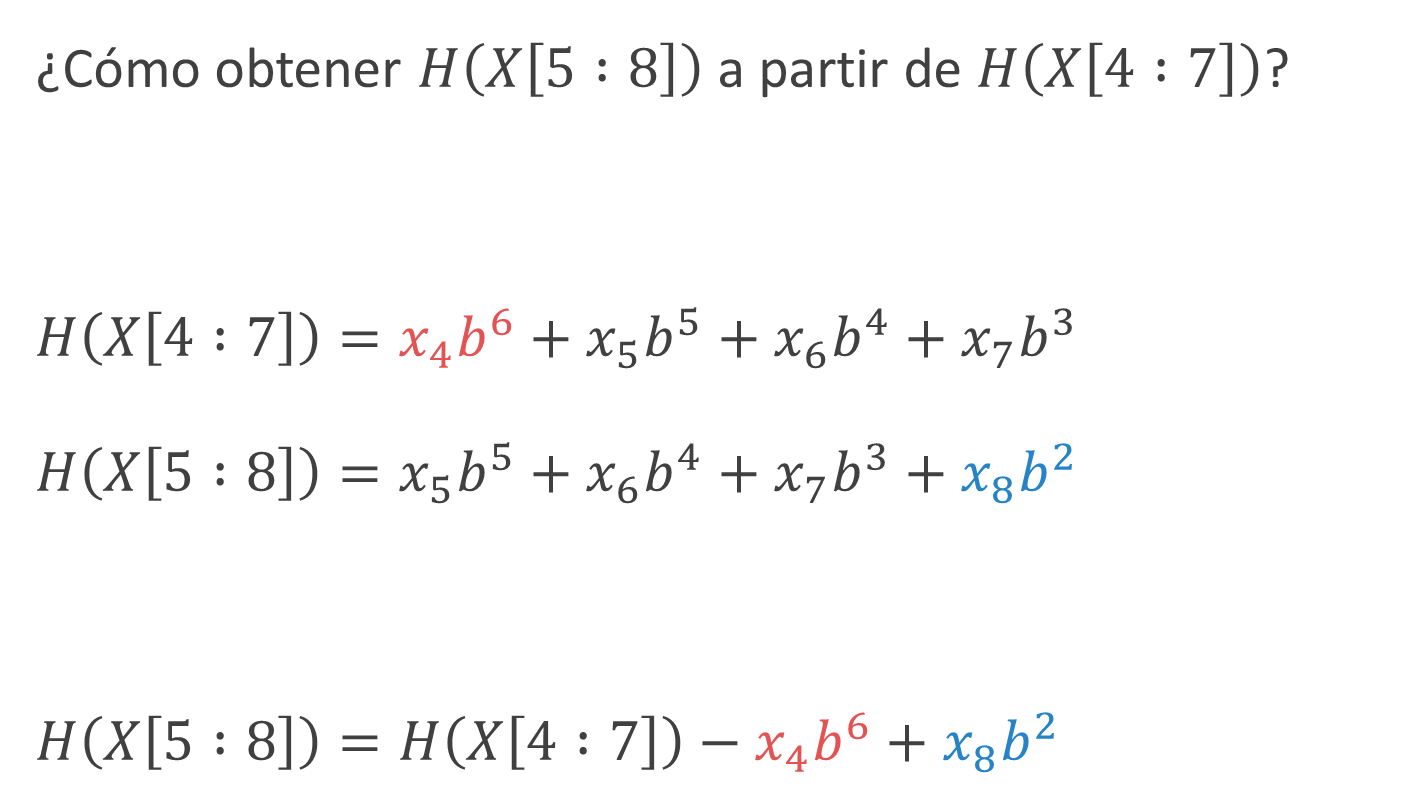 ¿Cómo obtener H(X[5 : 8]) a partir de H(X[4 : 7])?
H(X[4 : 7]) = x₄b⁶ + x₅b⁵ + x₆b⁴ + x₇b³
H(X[5 : 8]) = x₅b⁵ + x₆b⁴ + x₇b³ + x₈b²
H(X[5 : 8]) = H(X[4 : 7]) − x₄b⁶ + x₈b²